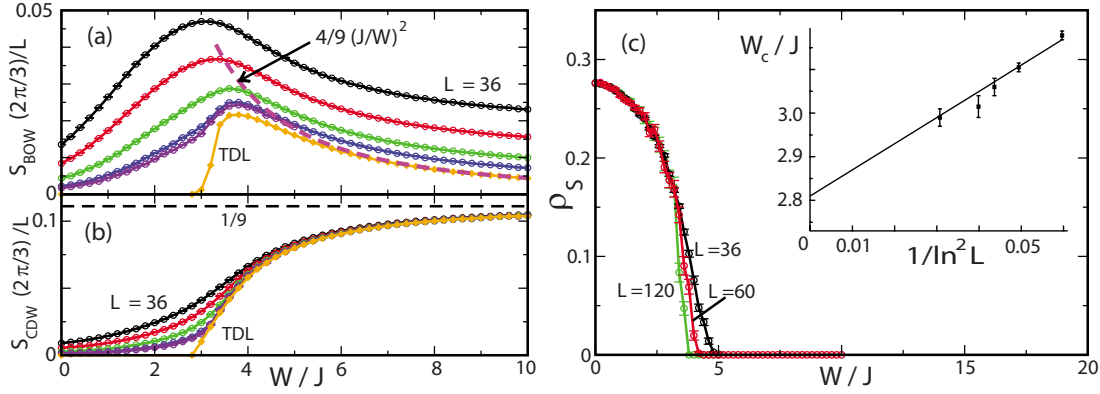 0.05
(a)
4/9 (J/W)²
L = 36
TDL
0
S_BOW (2π/3)/L
0.1
1/9
(b)
L = 36
TDL
0
S_CDW (2π/3)/L
0 2 4 6 8 10
W / J
(c)
0.3
0.2
0.1
0
ρ_S
L = 36
L = 120
L = 60
0 5 10 15 20
W / J
W_c / J
3.0
2.9
2.8
0 0.01 0.05
1/ln² L